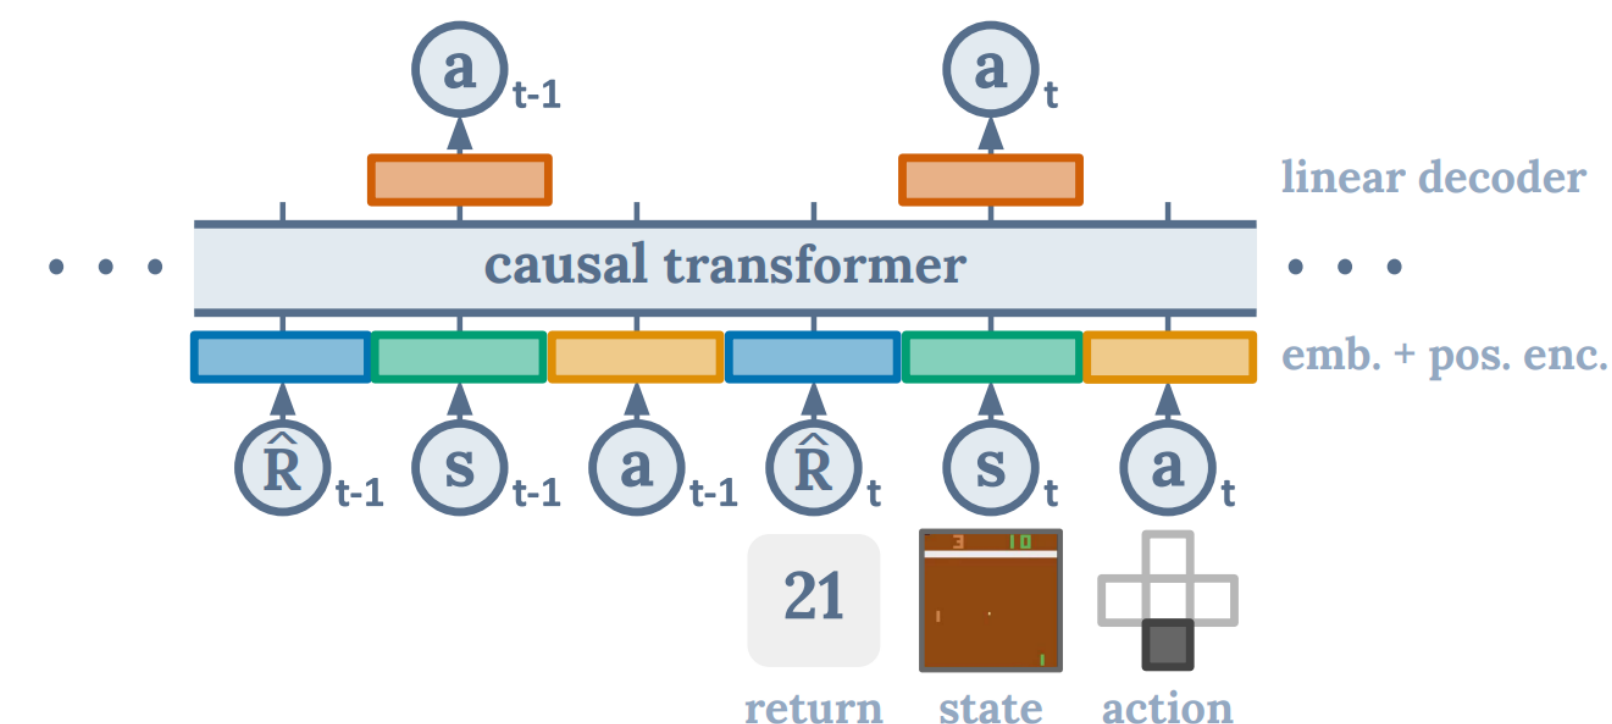 a t-1 a t
linear decoder
causal transformer
emb. + pos. enc.
R̂ t-1 s t-1 a t-1 R̂ t s t a t
3 10
21
return state action